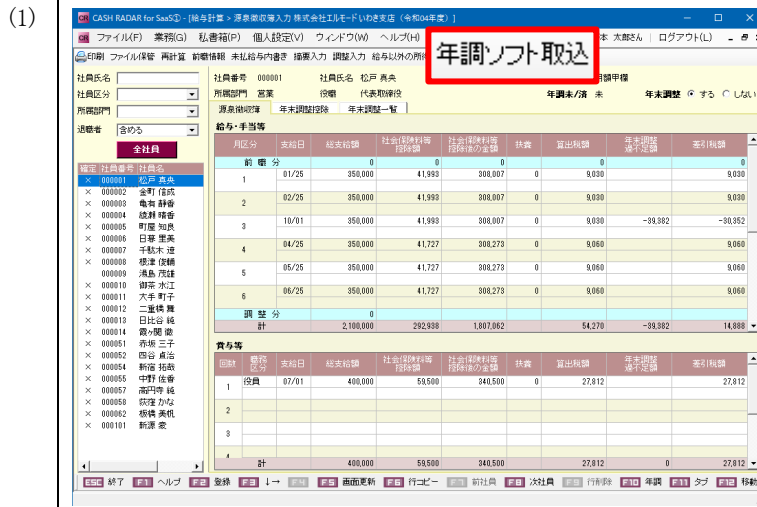 (1)
CASH RADAR for SaaS① - [給与計算 > 源泉徴収簿入力 株式会社エルモードいわき支店 (令和04年度) ]
ファイル(F) 業務(G) 私書箱(P) 個人設定(V) ウィンドウ(W) ヘルプ(H) 本 太郎さん ログアウト(L)
印刷 ファイル保管 再計算 前職情報 未払給与内書き 摘要入力 調整入力 給与以外の所
年調ソフト取込
社員氏名
社員区分
所属部門
退職者 含める
全社員
確定 社員番号 社員名
× 000001 松戸 真央
× 000002 金町 信成
× 000003 亀有 静香
× 000004 綾瀬 晴香
× 000005 町屋 知良
× 000006 日暮 里美
× 000007 千駄木 遼
× 000008 根津 俊輔
000009 湯島 茂雄
× 000010 御茶 水江
× 000011 大手 町子
× 000012 二重橋 舞
× 000013 日比谷 純
× 000014 霞ヶ関 徹
× 000051 赤坂 三子
× 000052 四谷 貞治
× 000054 新宿 拓哉
× 000055 中野 佐香
× 000057 高円寺 純
× 000058 荻窪 かな
× 000062 板橋 美帆
× 000101 新源 愛
社員番号 000001 社員氏名 松戸 真央 額甲欄
所属部門 営業 役職 代表取締役 年調未/済 未 年末調整 する しない
源泉徴収簿 年末調整控除 年末調整一覧
給与・手当等
月区分 支給日 総支給額 社会保険料等控除額 社会保険料等控除後の金額 扶養 算出税額 年末調整過不足額 差引税額
前 職 分 0 0 0 0 0
1 01/25 350,000 41,993 308,007 0 9,030 9,030
2 02/25 350,000 41,993 308,007 0 9,030 9,030
3 10/01 350,000 41,993 308,007 0 9,030 -39,382 -30,352
4 04/25 350,000 41,727 308,273 0 9,060 9,060
5 05/25 350,000 41,727 308,273 0 9,060 9,060
6 06/25 350,000 41,727 308,273 0 9,060 9,060
調 整 分 0
計 2,100,000 292,938 1,807,062 54,270 -39,382 14,888
賞与等
回数 職務区分 支給日 総支給額 社会保険料等控除額 社会保険料等控除後の金額 扶養 算出税額 年末調整過不足額 差引税額
1 役員 07/01 400,000 59,500 340,500 0 27,812 27,812
2
3
4
計 400,000 59,500 340,500 27,812 0 27,812
ESC 終了 F1 ヘルプ F2 登録 F3 ↓→ F4 F5 画面更新 F6 行コピー F7 前社員 F8 次社員 F9 行削除 F10 年調 F11 タブ F12 移動